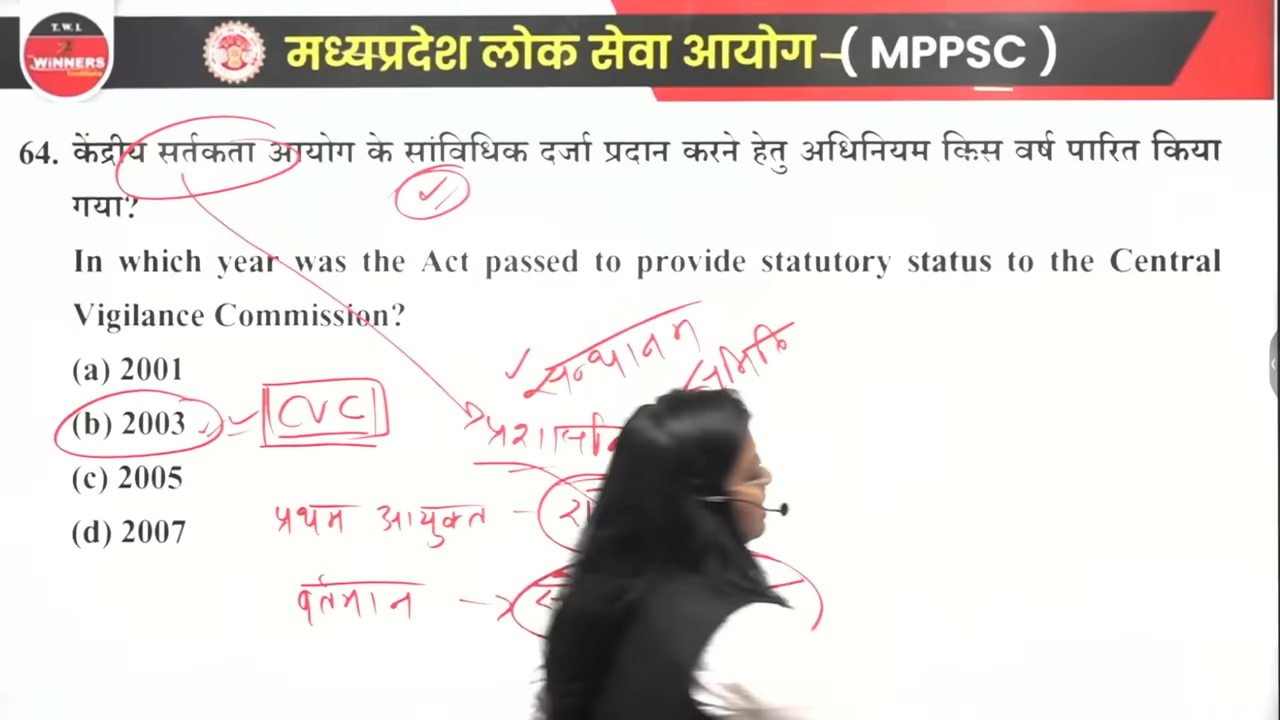 T.W.I.
WiNNERS
Institute
मध्यप्रदेश लोक सेवा आयोग-( MPPSC )
64. केंद्रीय सर्तकता आयोग के सांविधिक दर्जा प्रदान करने हेतु अधिनियम किस वर्ष पारित किया
गया?
In which year was the Act passed to provide statutory status to the Central
Vigilance Commission?
(a) 2001
(b) 2003
CVC
(c) 2005
(d) 2007
सन्थानम
समिति
प्रथम आयुक्त -
वर्तमान